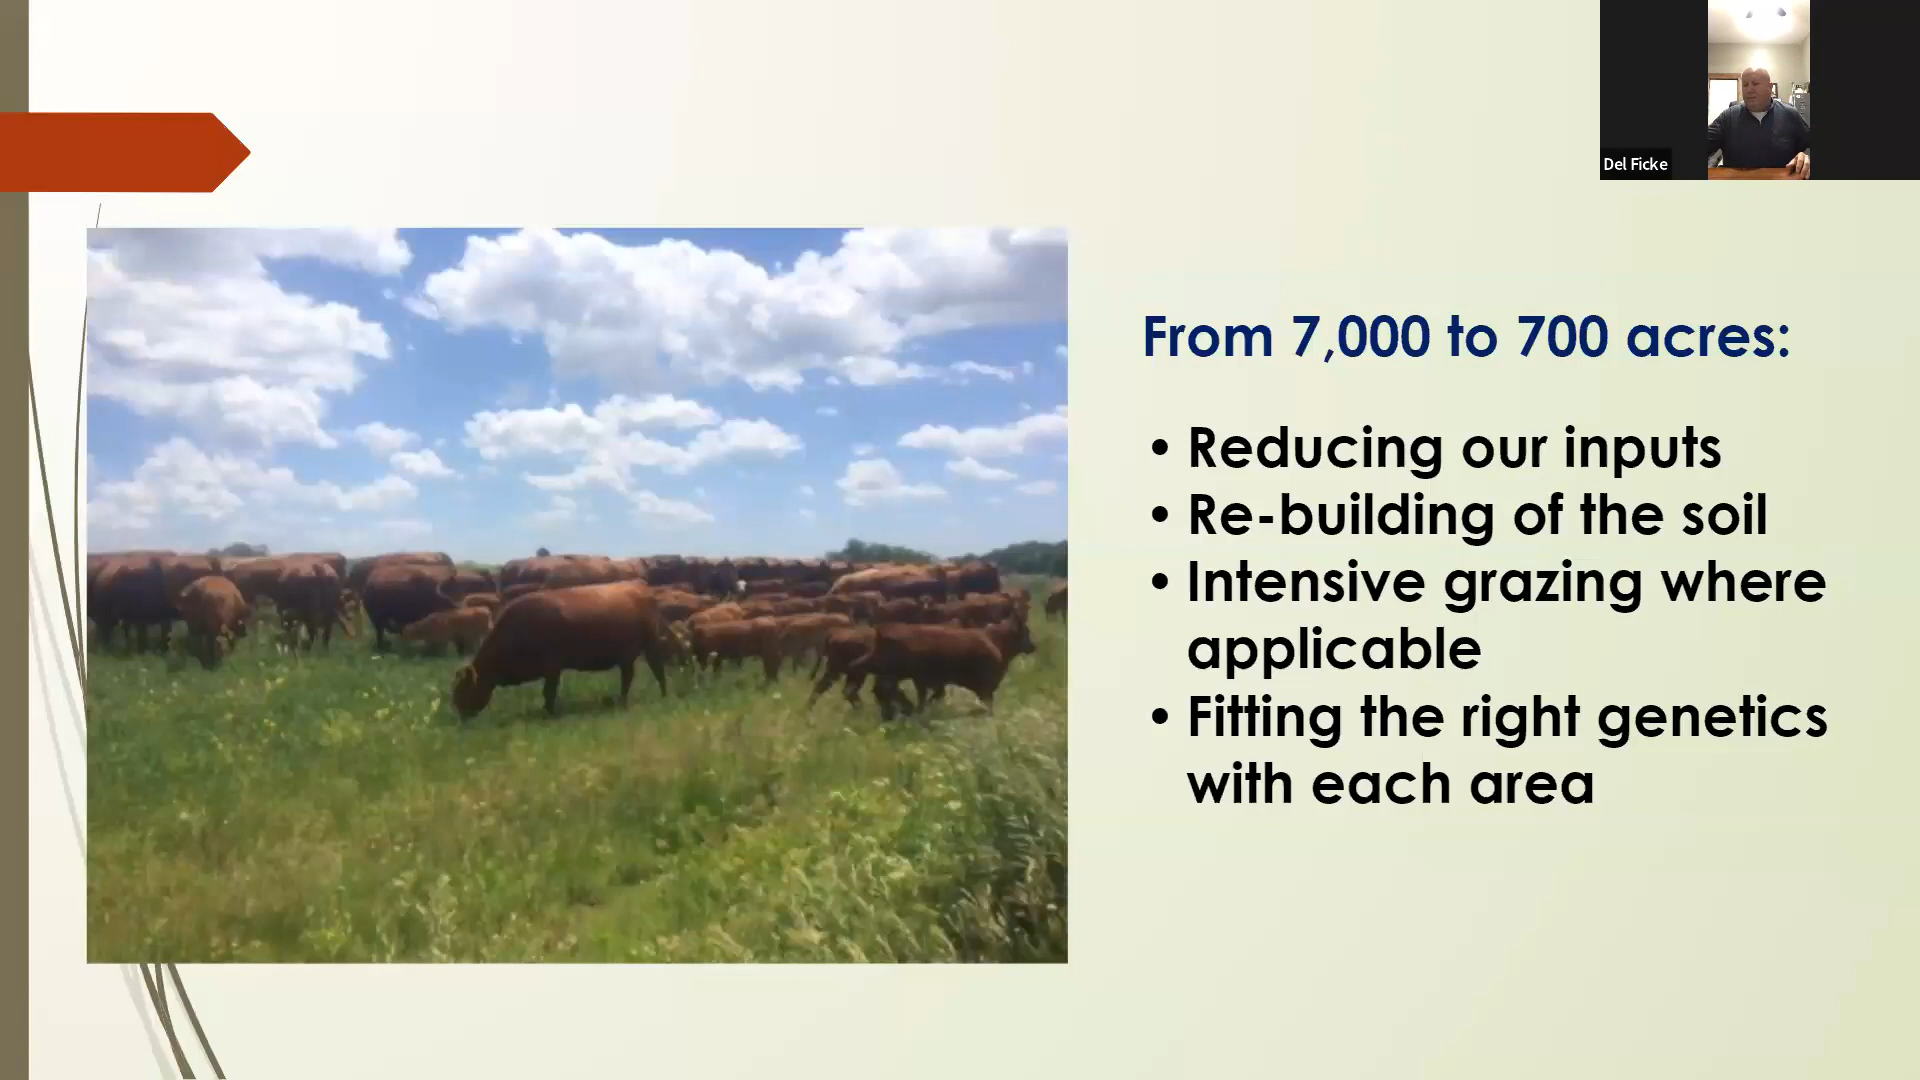 Del Ficke
From 7,000 to 700 acres:
• Reducing our inputs
• Re-building of the soil
• Intensive grazing where
applicable
• Fitting the right genetics
with each area